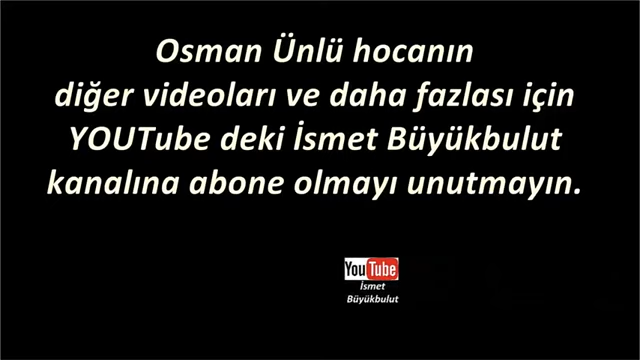 Osman Ünlü hocanın
diğer videoları ve daha fazlası için
YOUTube deki İsmet Büyükbulut
kanalına abone olmayı unutmayın.
YouTube
İsmet
Büyükbulut